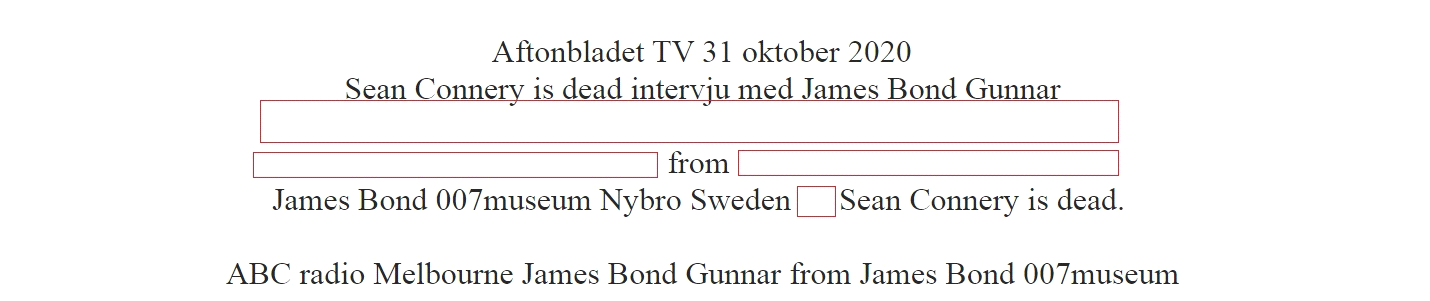 Aftonbladet TV 31 oktober 2020
Sean Connery is dead intervju med James Bond Gunnar
from
James Bond 007museum Nybro Sweden Sean Connery is dead.
ABC radio Melbourne James Bond Gunnar from James Bond 007museum